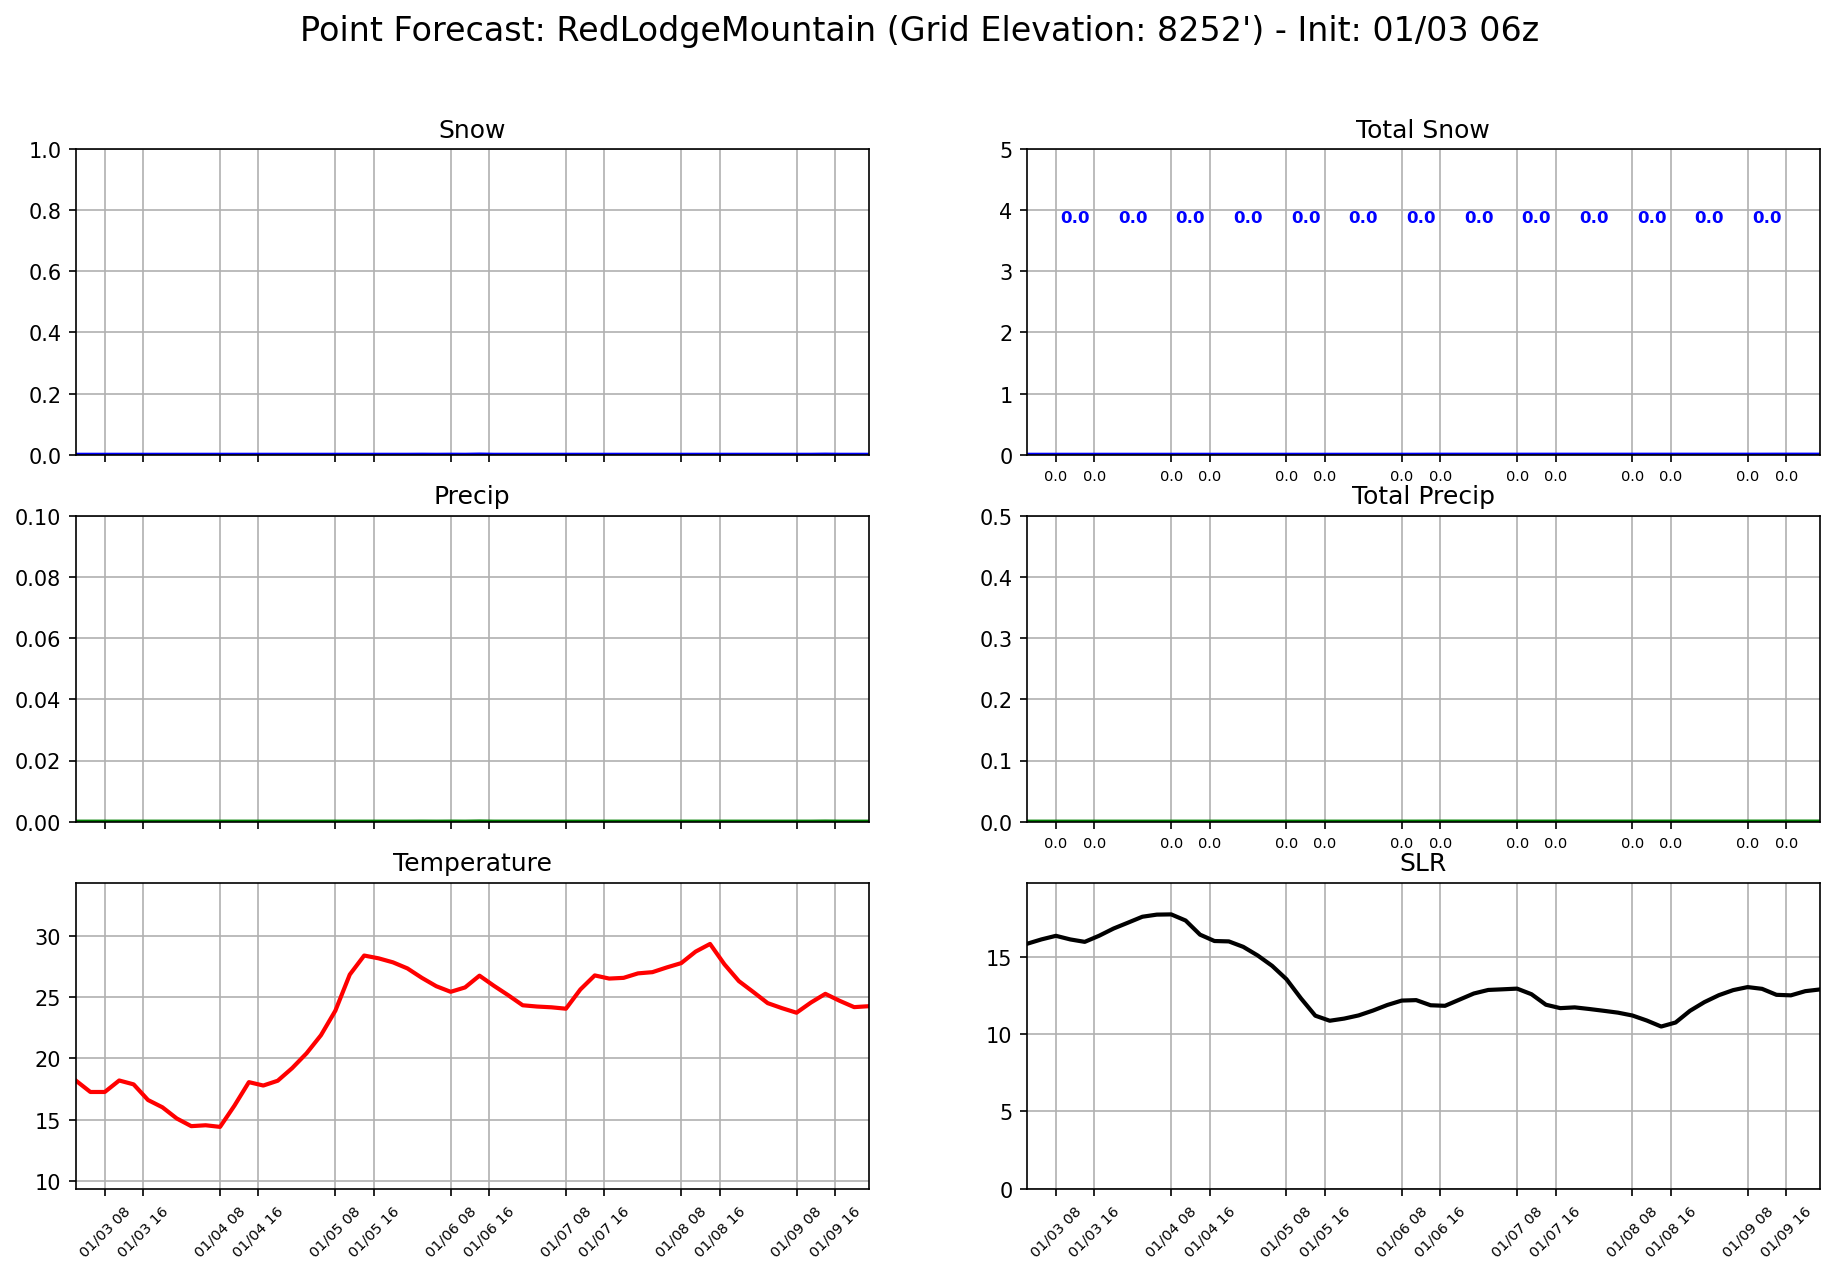 Point Forecast: RedLodgeMountain (Grid Elevation: 8252') - Init: 01/03 06z
Snow
1.0
0.8
0.6
0.4
0.2
0.0
Total Snow
5
4
3
2
1
0
0.0 0.0 0.0 0.0 0.0 0.0 0.0 0.0 0.0 0.0 0.0 0.0 0.0
0.0 0.0 0.0 0.0 0.0 0.0 0.0 0.0 0.0 0.0 0.0 0.0 0.0 0.0
Precip
0.10
0.08
0.06
0.04
0.02
0.00
Total Precip
0.5
0.4
0.3
0.2
0.1
0.0
0.0 0.0 0.0 0.0 0.0 0.0 0.0 0.0 0.0 0.0 0.0 0.0 0.0 0.0
Temperature
30
25
20
15
10
01/03 08 01/03 16 01/04 08 01/04 16 01/05 08 01/05 16 01/06 08 01/06 16 01/07 08 01/07 16 01/08 08 01/08 16 01/09 08 01/09 16
SLR
15
10
5
0
01/03 08 01/03 16 01/04 08 01/04 16 01/05 08 01/05 16 01/06 08 01/06 16 01/07 08 01/07 16 01/08 08 01/08 16 01/09 08 01/09 16